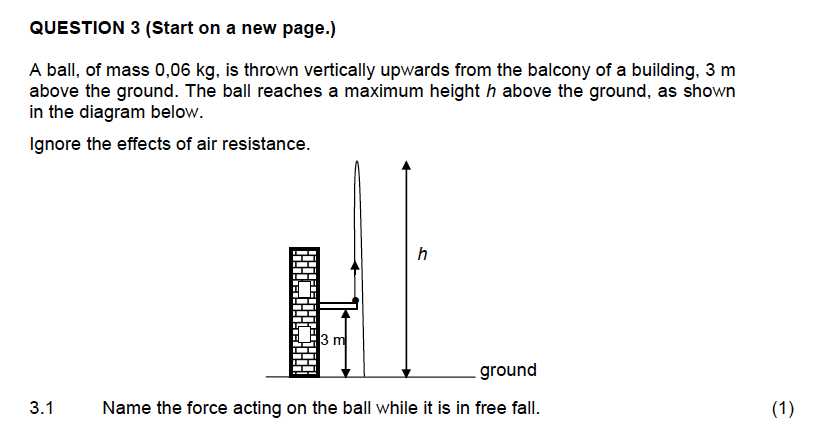 QUESTION 3 (Start on a new page.)
A ball, of mass 0,06 kg, is thrown vertically upwards from the balcony of a building, 3 m
above the ground. The ball reaches a maximum height h above the ground, as shown
in the diagram below.
Ignore the effects of air resistance.
h
3 m
ground
3.1 Name the force acting on the ball while it is in free fall. (1)